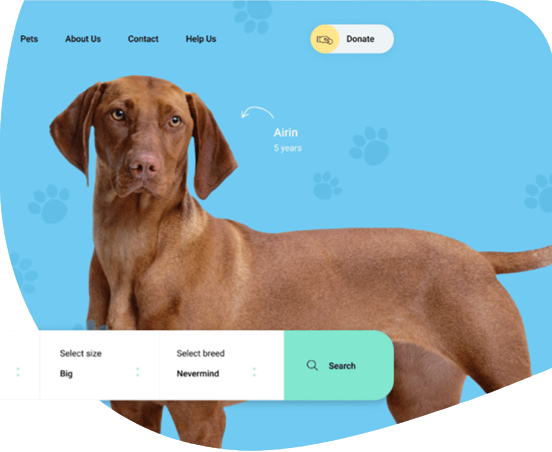 Pets About Us Contact Help Us Donate
Airin
5 years
Select size Select breed
Big Nevermind Search